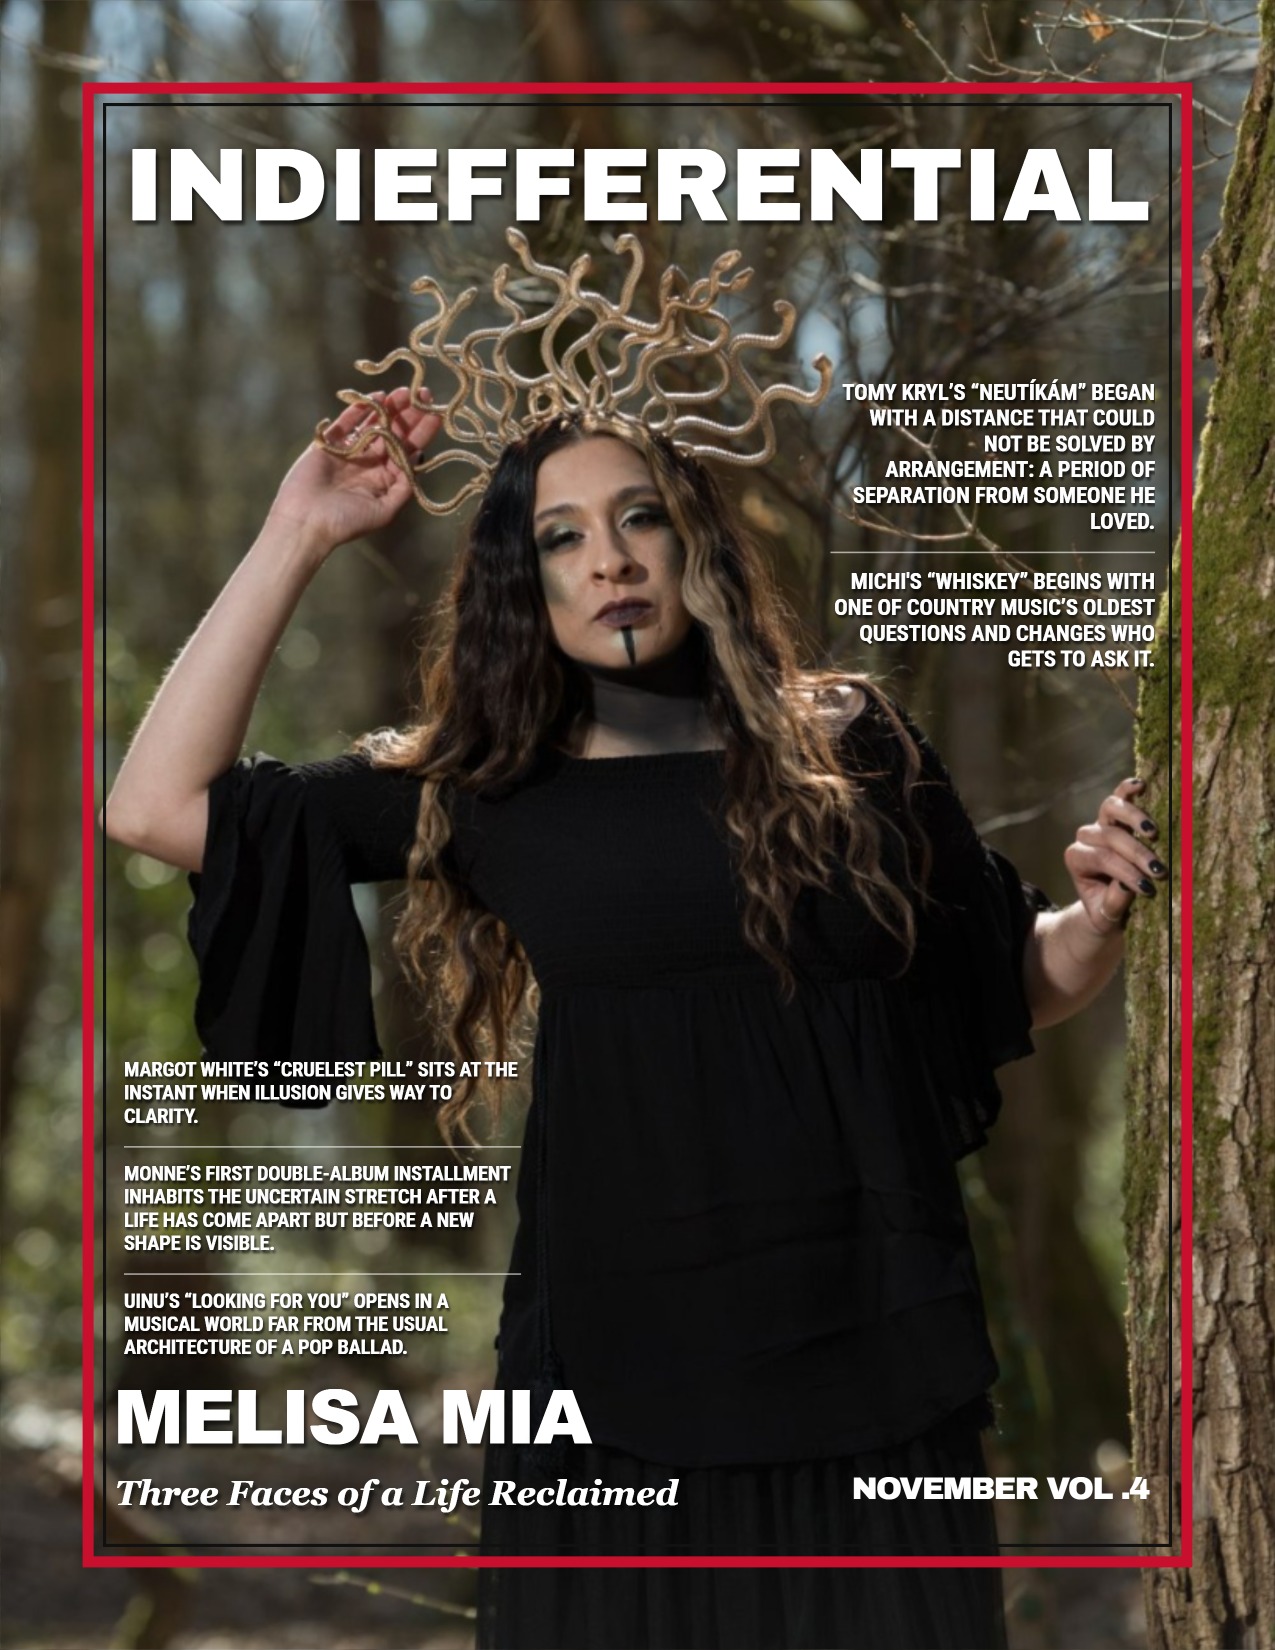 INDIEFFERENTIAL
TOMY KRYL'S “NEUTÍKÁM” BEGAN
WITH A DISTANCE THAT COULD
NOT BE SOLVED BY
ARRANGEMENT: A PERIOD OF
SEPARATION FROM SOMEONE HE
LOVED.
MICHI'S “WHISKEY” BEGINS WITH
ONE OF COUNTRY MUSIC’S OLDEST
QUESTIONS AND CHANGES WHO
GETS TO ASK IT.
MARGOT WHITE’S “CRUELEST PILL” SITS AT THE
INSTANT WHEN ILLUSION GIVES WAY TO
CLARITY.
MONNE’S FIRST DOUBLE-ALBUM INSTALLMENT
INHABITS THE UNCERTAIN STRETCH AFTER A
LIFE HAS COME APART BUT BEFORE A NEW
SHAPE IS VISIBLE.
UINU’S “LOOKING FOR YOU” OPENS IN A
MUSICAL WORLD FAR FROM THE USUAL
ARCHITECTURE OF A POP BALLAD.
MELISA MIA
Three Faces of a Life Reclaimed
NOVEMBER VOL .4